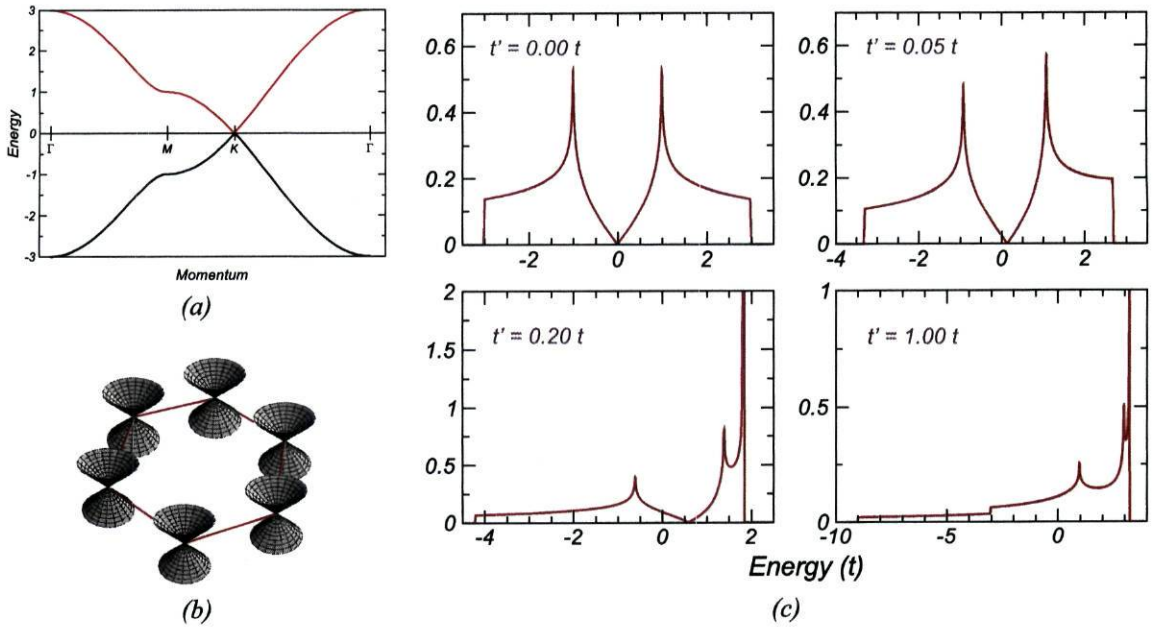 3
2
1
0
-1
-2
-3
Energy
Γ
M
K
Γ
Momentum
(a)
(b)
t' = 0.00 t
0.6
0.4
0.2
0
-2
0
2
t' = 0.05 t
0.6
0.4
0.2
0
-4
-2
0
2
t' = 0.20 t
2
1.5
1
0.5
0
-4
-2
0
2
t' = 1.00 t
1
0.5
0
-10
-5
0
Energy (t)
(c)